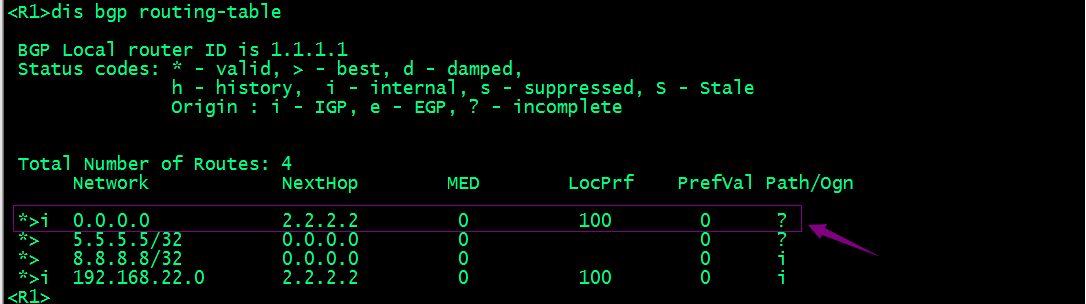 <R1>dis bgp routing-table
BGP Local router ID is 1.1.1.1
Status codes: * - valid, > - best, d - damped,
h - history,  i - internal, s - suppressed, S - Stale
Origin : i - IGP, e - EGP, ? - incomplete
Total Number of Routes: 4
Network NextHop MED LocPrf PrefVal Path/Ogn
*>i 0.0.0.0 2.2.2.2 0 100 0 ?
*> 5.5.5.5/32 0.0.0.0 0 0 ?
*> 8.8.8.8/32 0.0.0.0 0 0 i
*>i 192.168.22.0 2.2.2.2 0 100 0 i
<R1>